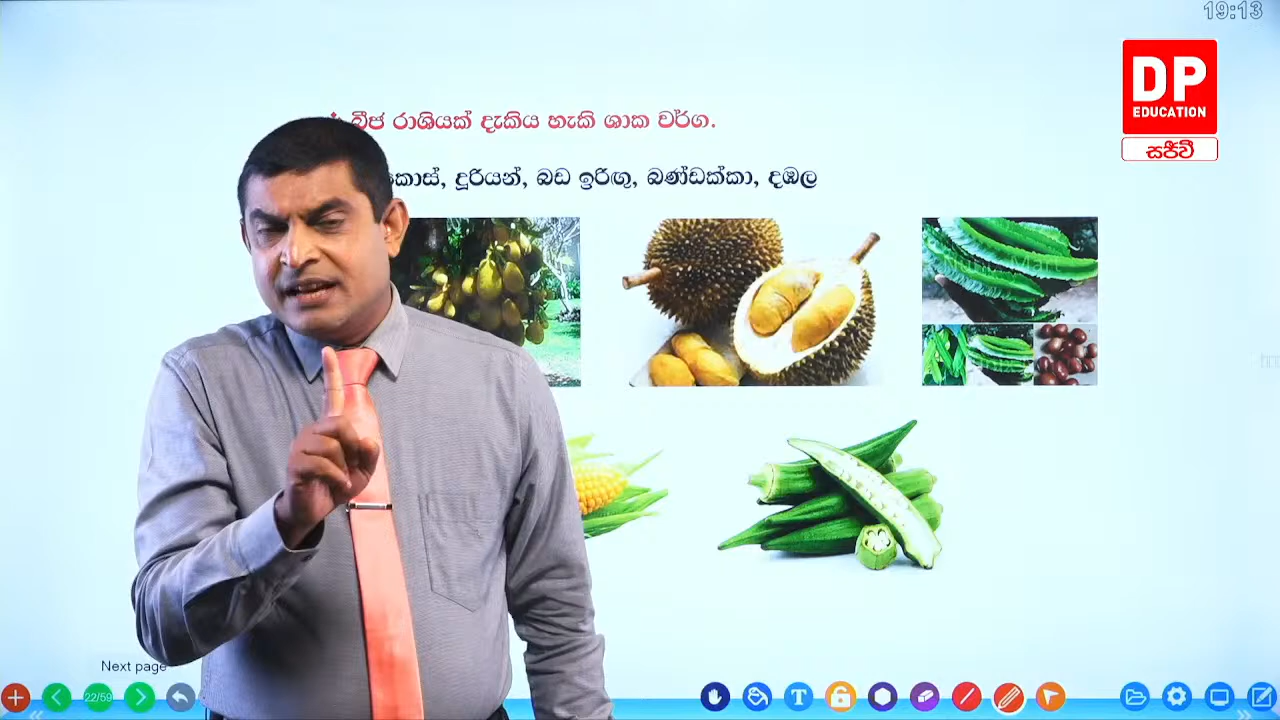 19:13
DP
EDUCATION
සජීවී
බීජ රාශියක් දැකිය හැකි ශාක වර්ග.
කොස්, දූරියන්, බඩ ඉරිඟු, බණ්ඩක්කා, දඹල
Next page
22/59
T